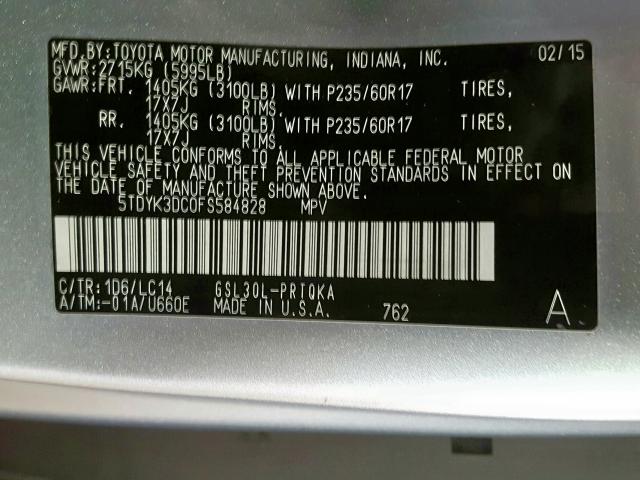 MFD.BY:TOYOTA MOTOR MANUFACTURING, INDIANA, INC. 02/15
GVWR:2715KG (5995LB)
GAWR:FRT. 1405KG (3100LB) WITH P235/60R17 TIRES,
17X7J RIMS.
RR. 1405KG (3100LB) WITH P235/60R17 TIRES,
17X7J RIMS.
THIS VEHICLE CONFORMS TO ALL APPLICABLE FEDERAL MOTOR
VEHICLE SAFETY AND THEFT PREVENTION STANDARDS IN EFFECT ON
THE DATE OF MANUFACTURE SHOWN ABOVE.
5TDYK3DC0FS584828 MPV
C/TR:1D6/LC14 GSL30L-PRTQKA
A/TM:-01A/U660E MADE IN U.S.A. 762 A